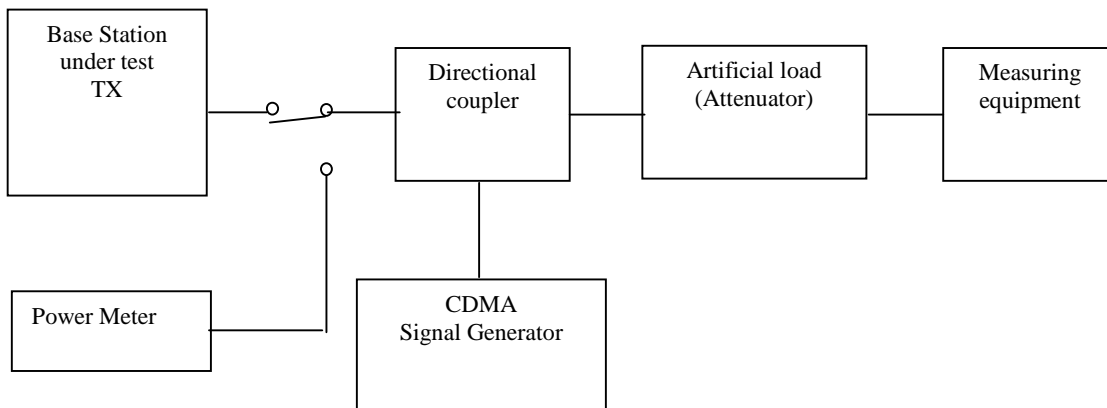 Base Station
under test
TX
Directional
coupler
Artificial load
(Attenuator)
Measuring
equipment
Power Meter
CDMA
Signal Generator